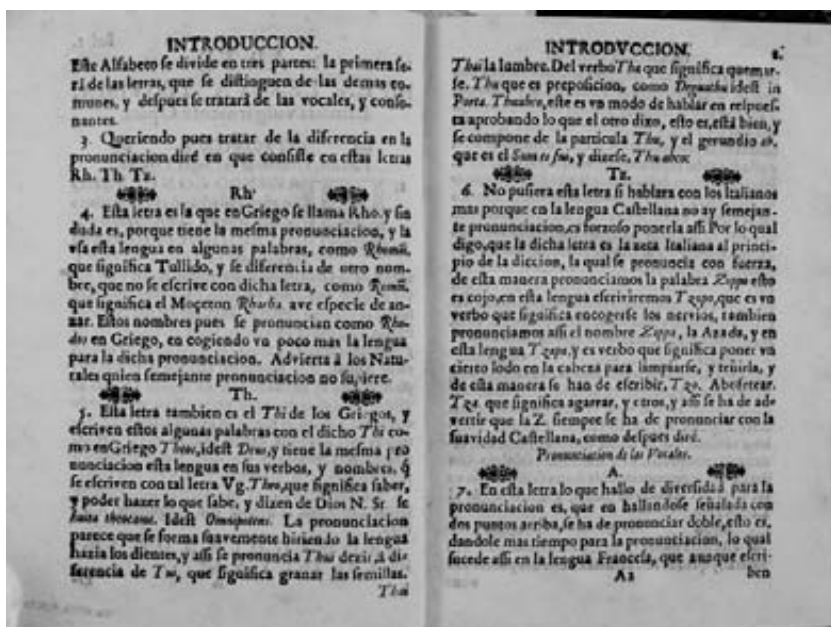 INTRODUCCION.
Este Alfabeto se divide en tres partes: la primera se-
rá de las letras, que se distinguen de las demas co-
munes, y despues se tratará de las vocales, y conso-
nantes.
3. Queriendo pues tratar de la diferencia en la
pronunciacion diré en que consiste en estas letras
Rh. Th. Tz.
Rh
4. Esta letra es la que en Griego se llama Rho. y sin
duda es, porque tiene la mesma pronunciacion, y la
vsa esta lengua en algunas palabras, como
que significa Tullido, y se diferencia de otro nom-
bre, que no se escrive con dicha letra, como
que significa el Moçeton Rhurba. ave especie de an-
zar. Estos nombres pues se pronuncian como Rho-
dos en Griego, en cogiendo vn poco mas la lengua
para la dicha pronunciacion. Advierta á los Natu-
rales quien semejante pronunciacion no supiere.
Th.
5. Esta letra tambien es el Thi de los Griegos, y
escriven estos algunas palabras con el dicho Thi co-
mo en Griego Theos, idest Deus, y tiene la mesma pro
nunciacion esta lengua en sus verbos, y nombres, q̃
se escriven con tal letra Vg. Theo, que significa saber,
y poder hazer lo que sabe, y dizen de Dios N. Sr. se
Idest Omnipotens. La pronunciacion
parece que se forma suavemente hiriendo la lengua
hazia los dientes, y assi se pronuncia Thui dezir, á di-
ferencia de Tui, que significa granar las semillas.
Thui
INTRODVCCION. 2.
Thui la lumbre. Del verbo Thu que significa quemar-
se. Thu que es preposicion, como idest in
Porta. este es vn modo de hablar en respues
ta aprobando lo que el otro dixo, esto es, está bien, y
se compone de la particula Thu, y el gerundio
que es el Sum es fui, y dizese,
Tz.
6. No pusiera esta letra si hablara con los Italianos
mas porque en la lengua Castellana no ay semejan-
te pronunciacion, es forzoso ponerla assi. Por lo qual
digo, que la dicha letra es la zeta Italiana al princi-
pio de la diccion, la qual se pronuncia con fuerza,
de esta manera pronunciamos la palabra Zoppo esto
es cojo, en esta lengua escriviremos Tzopo, que es vn
verbo que significa encogerse los nervios, tambien
pronunciamos assi el nombre Zappa, la Azada, y en
esta lengua Tzapa, y es verbo que significa poner vn
cierto lodo en la cabeza para limpiarse, y teñirla, y
de esta manera se han de escribir, Tzo. Abofetear.
Tza. que significa agarrar, y otros, y assi se ha de ad-
vertir que la Z. siempre se ha de pronunciar con la
suavidad Castellana, como despues diré.
Pronunciacion de las Vocales.
A.
7. En esta letra lo que hallo de diversidad para la
pronunciacion es, que en hallandose señalada con
dos puntos arriba, se ha de pronunciar doble, esto es,
dandole mas tiempo para la pronunciacion, lo qual
sucede assi en la lengua Francesa, que aunque escri-
A2 ben